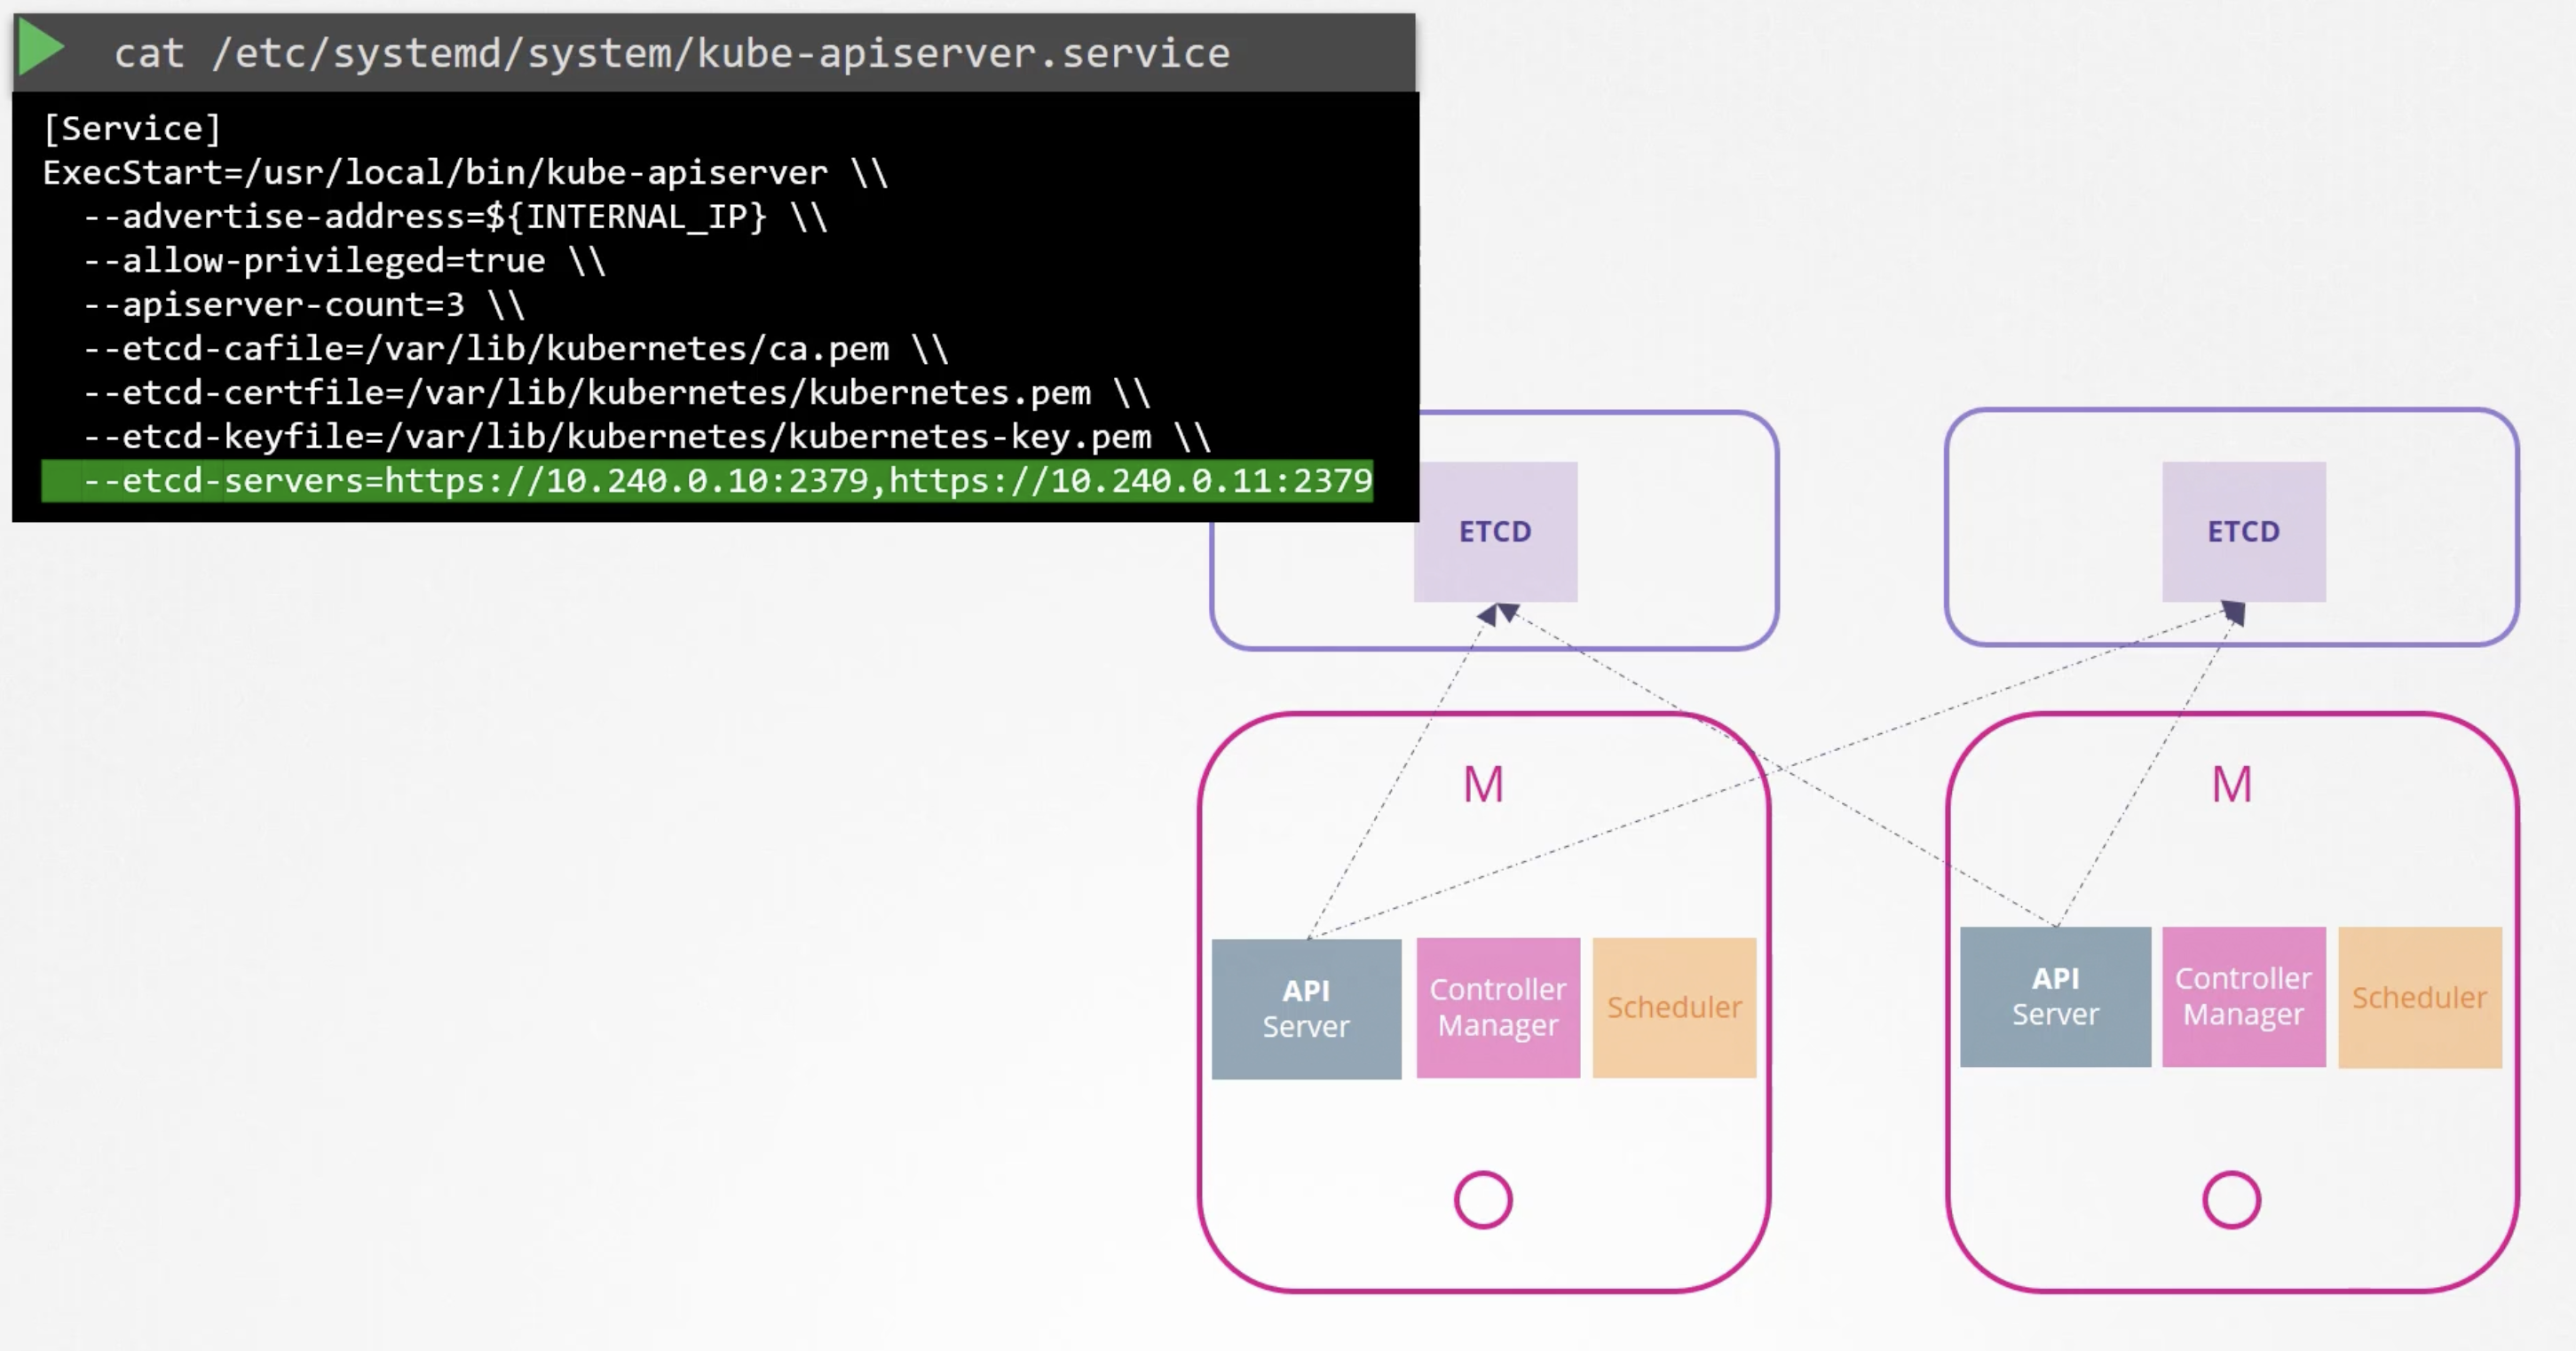 cat /etc/systemd/system/kube-apiserver.service
[Service]
ExecStart=/usr/local/bin/kube-apiserver \\
--advertise-address=${INTERNAL_IP} \\
--allow-privileged=true \\
--apiserver-count=3 \\
--etcd-cafile=/var/lib/kubernetes/ca.pem \\
--etcd-certfile=/var/lib/kubernetes/kubernetes.pem \\
--etcd-keyfile=/var/lib/kubernetes/kubernetes-key.pem \\
--etcd-servers=https://10.240.0.10:2379,https://10.240.0.11:2379
ETCD
ETCD
M
M
API
Server
Controller
Manager
Scheduler
API
Server
Controller
Manager
Scheduler